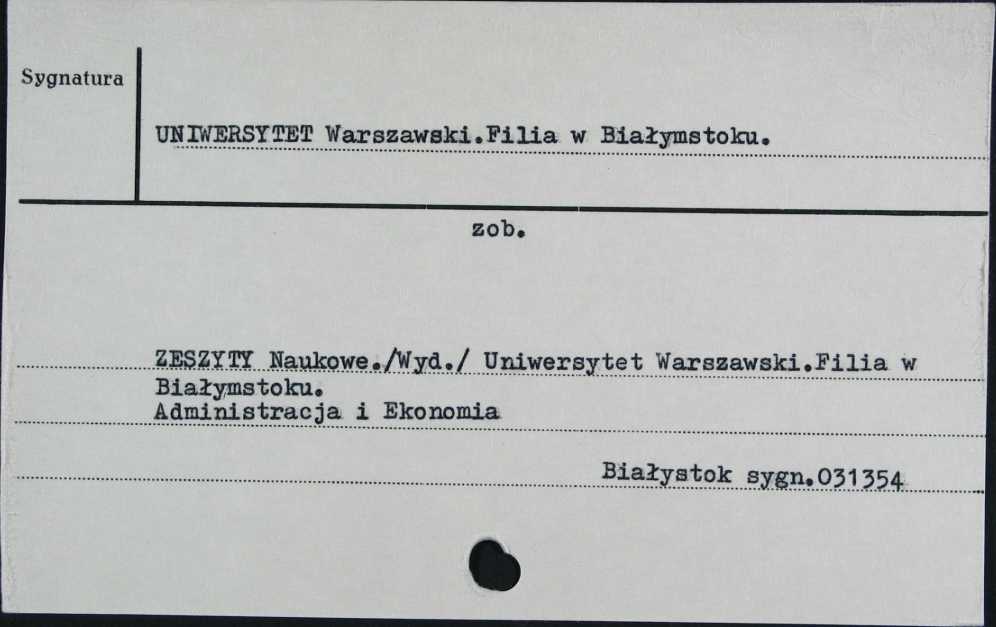 Sygnatura
UNIWERSYTET Warszawski.Filia w Białymstoku.
zob.
ZESZYTY Naukowe./Wyd./ Uniwersytet Warszawski.Filia w
Białymstoku.
Administracja i Ekonomia
Białystok sygn.031354